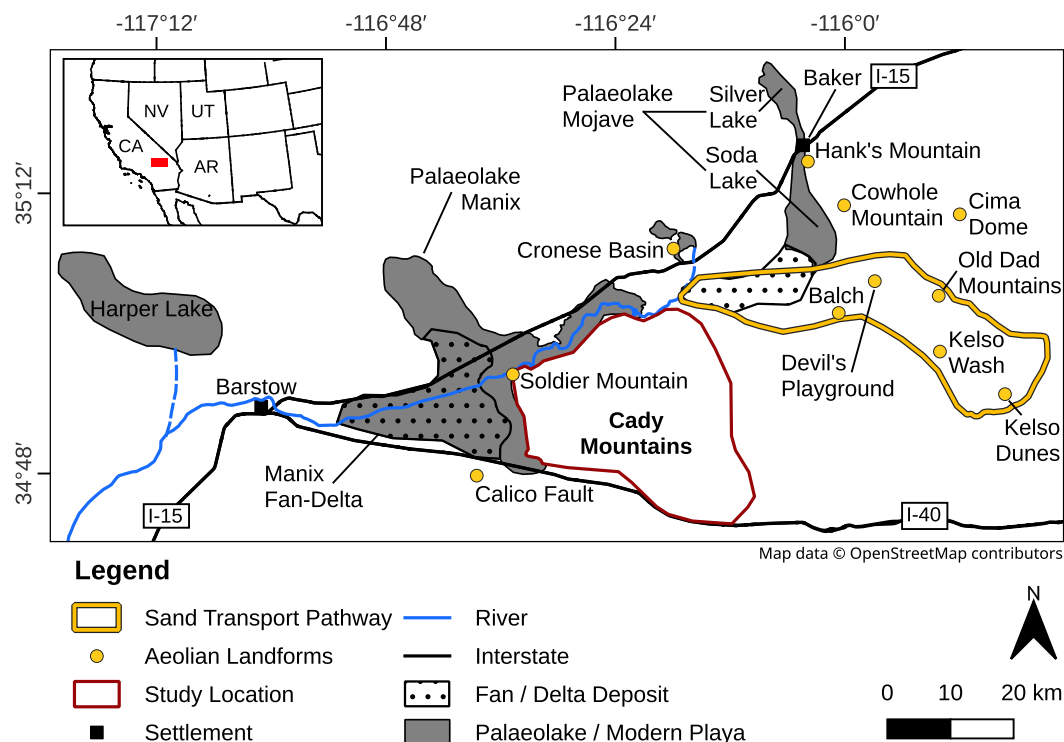 -117°12′
-116°48′
-116°24′
-116°0′
35°12′
34°48′
NV
UT
CA
AR
Palaeolake
Mojave
Silver
Lake
Baker
I-15
Soda
Lake
Hank's Mountain
Palaeolake
Manix
Cowhole
Mountain
Cima
Dome
Cronese Basin
Old Dad
Mountains
Harper Lake
Balch
Kelso
Wash
Devil's
Playground
Barstow
Soldier Mountain
Cady
Mountains
Kelso
Dunes
Manix
Fan-Delta
Calico Fault
I-15
I-40
Map data © OpenStreetMap contributors
Legend
Sand Transport Pathway
Aeolian Landforms
Study Location
Settlement
River
Interstate
Fan / Delta Deposit
Palaeolake / Modern Playa
N
0 10 20 km